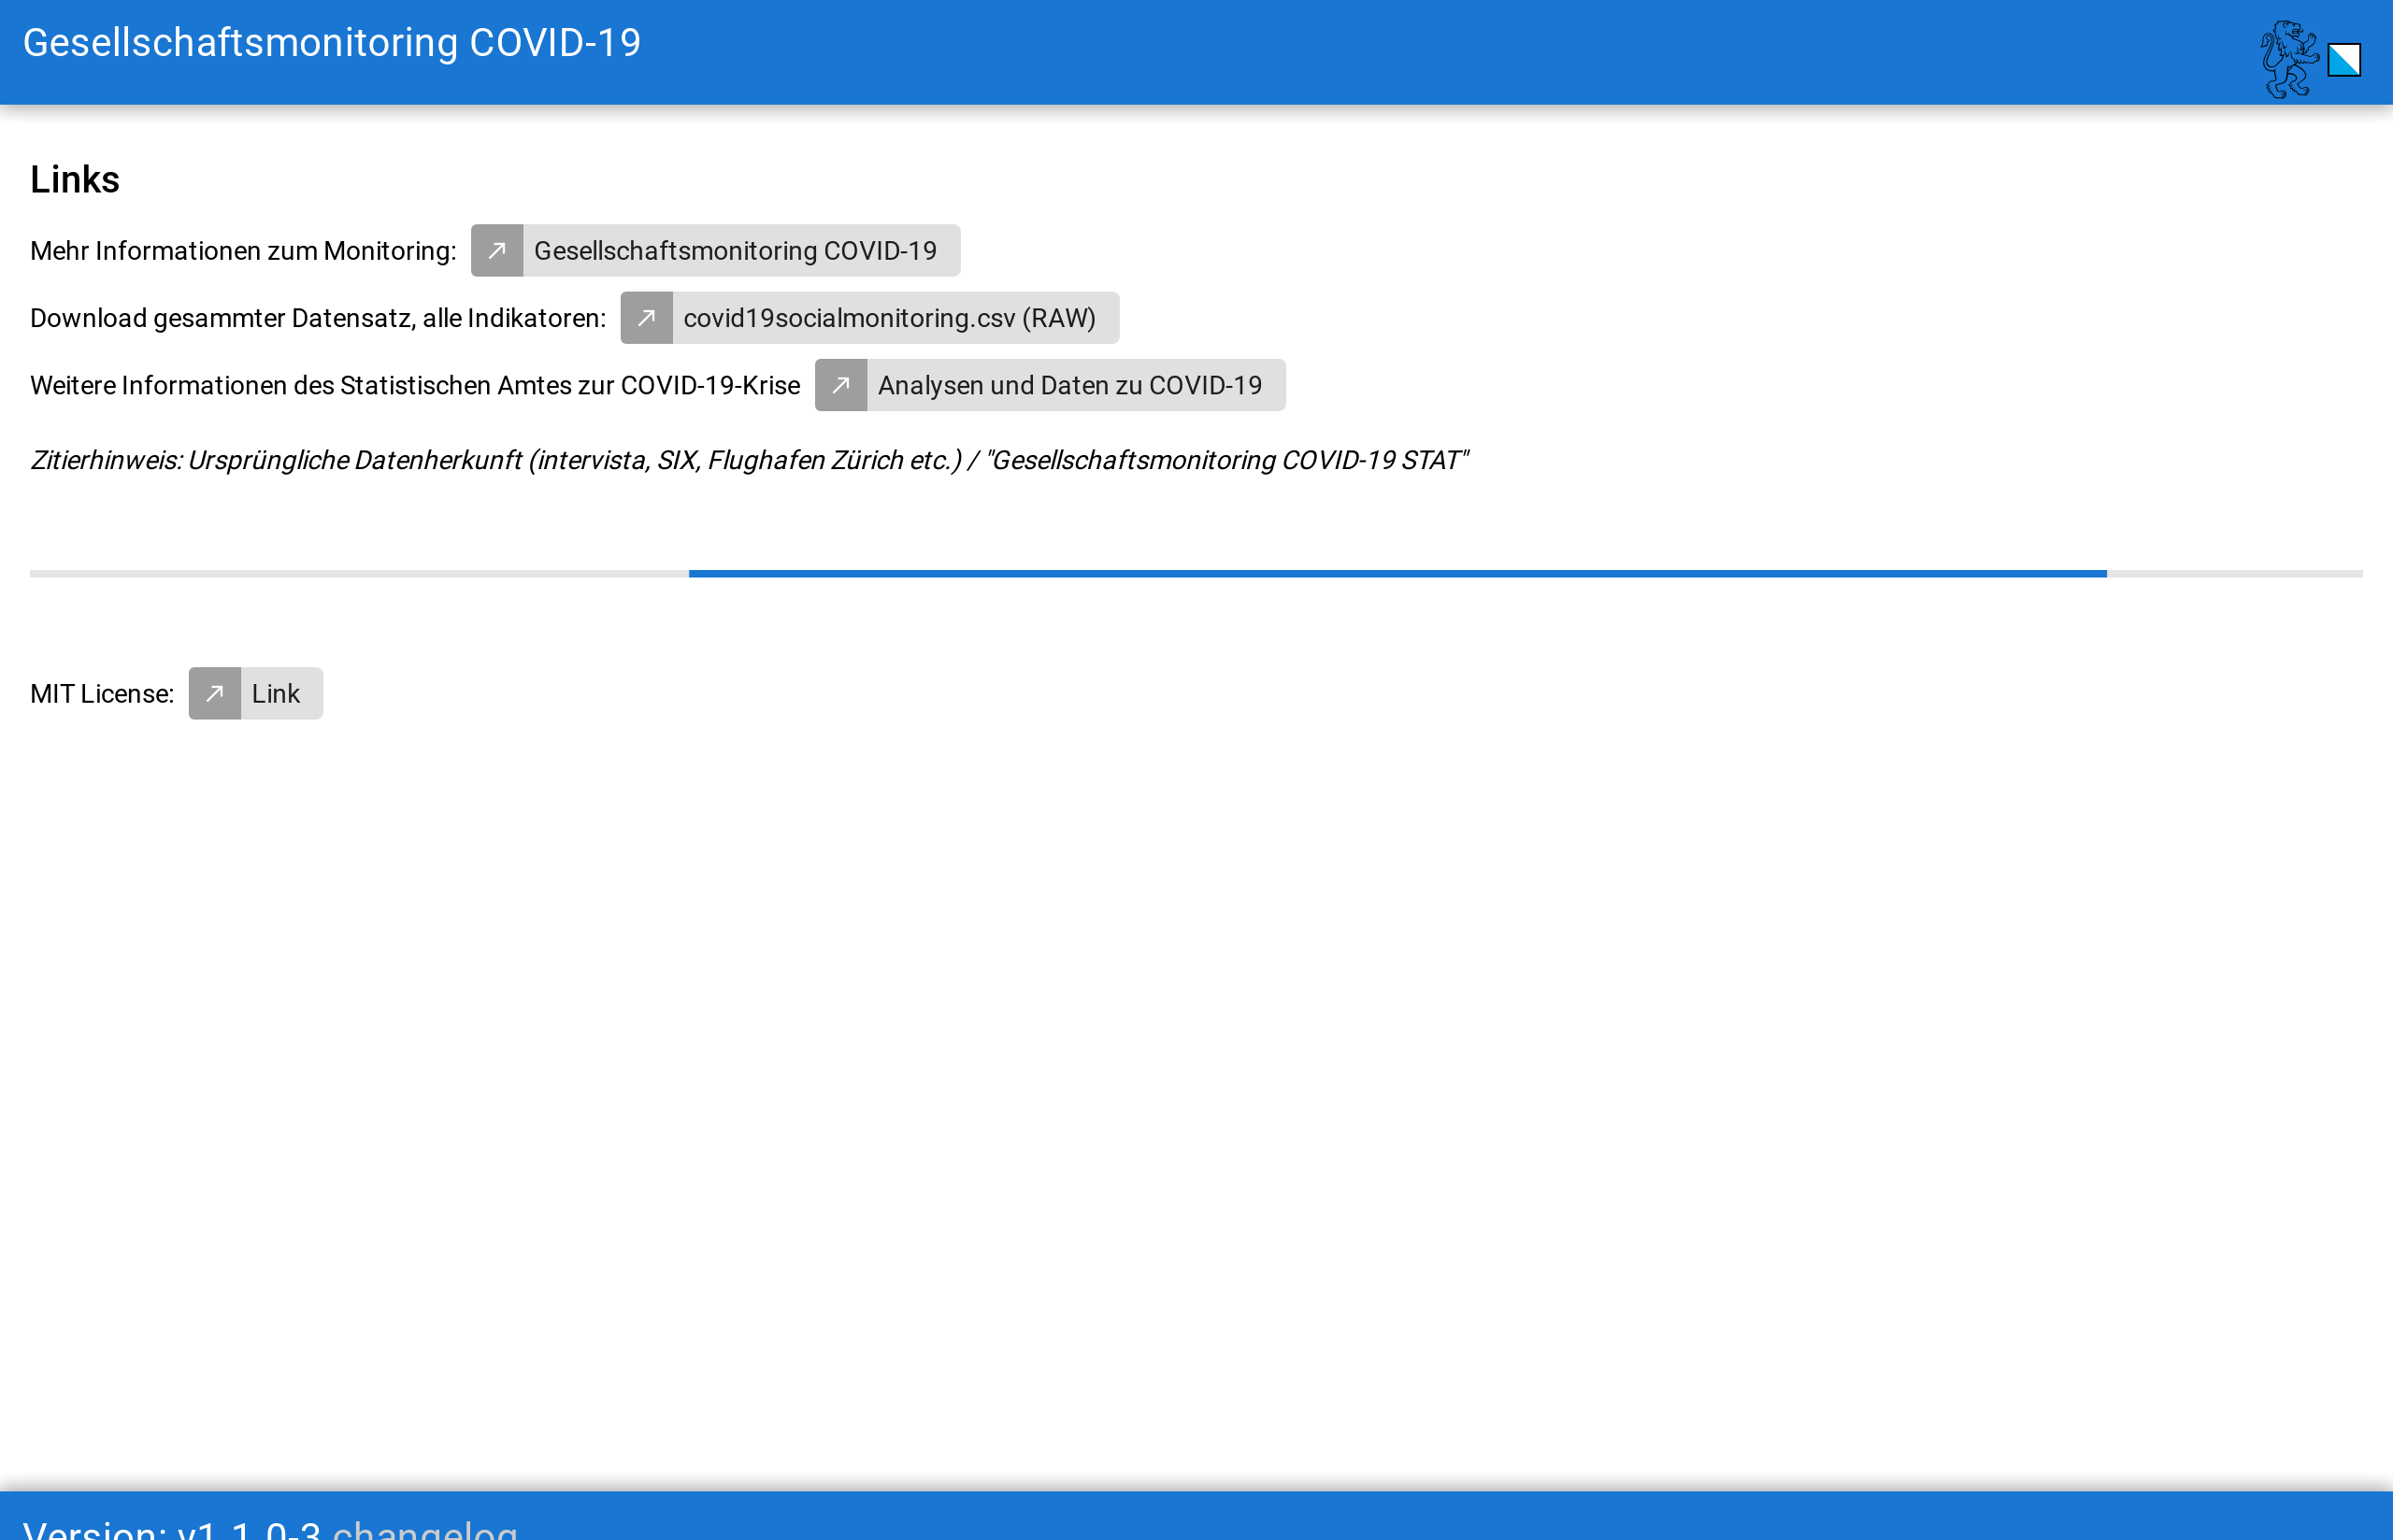 Gesellschaftsmonitoring COVID-19
Links
Mehr Informationen zum Monitoring: Gesellschaftsmonitoring COVID-19
Download gesammter Datensatz, alle Indikatoren: covid19socialmonitoring.csv (RAW)
Weitere Informationen des Statistischen Amtes zur COVID-19-Krise Analysen und Daten zu COVID-19
Zitierhinweis: Ursprüngliche Datenherkunft (intervista, SIX, Flughafen Zürich etc.) / "Gesellschaftsmonitoring COVID-19 STAT"
MIT License: Link
Version: v1.1.0-3 changelog